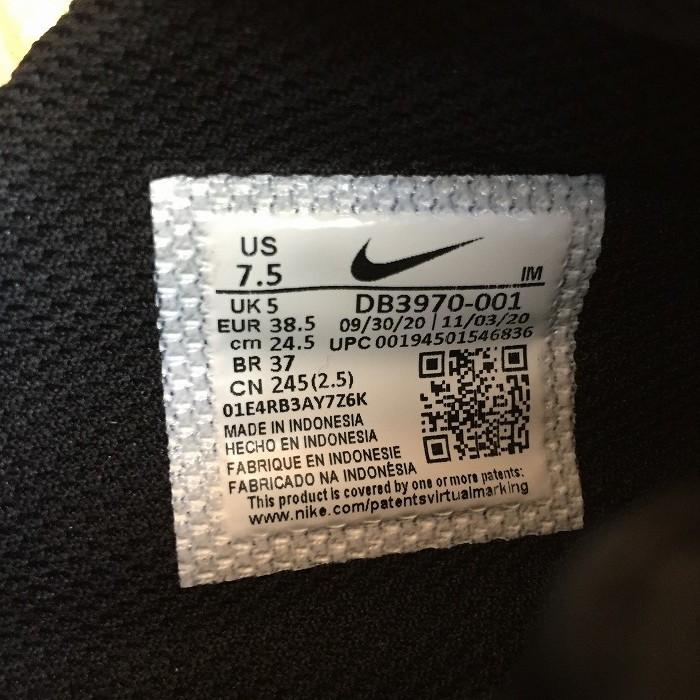 US
7.5
IM
UK 5
DB3970-001
EUR 38.5
09/30/20 | 11/03/20
cm 24.5
UPC 00194501546836
BR 37
CN 245(2.5)
01E4RB3AY7Z6K
MADE IN INDONESIA
HECHO EN INDONESIA
FABRIQUE EN INDONESIE
FABRICADO NA INDONÉSIA
This product is covered by one or more patents:
www.nike.com/patentsvirtualmarking